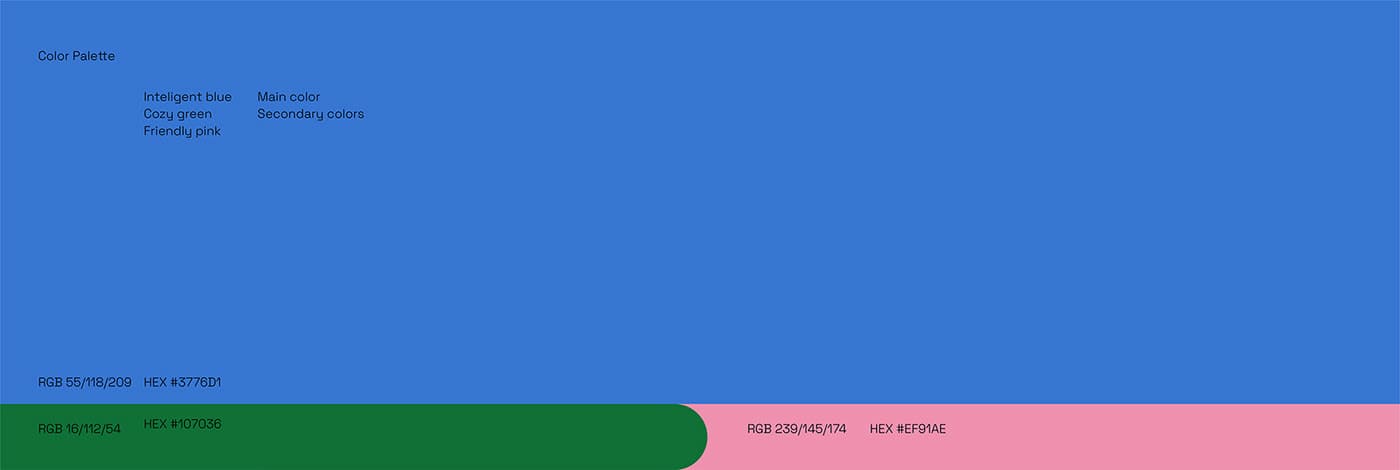 Color Palette
Inteligent blue Main color
Cozy green Secondary colors
Friendly pink
RGB 55/118/209 HEX #3776D1
RGB 16/112/54 HEX #107036
RGB 239/145/174 HEX #EF91AE